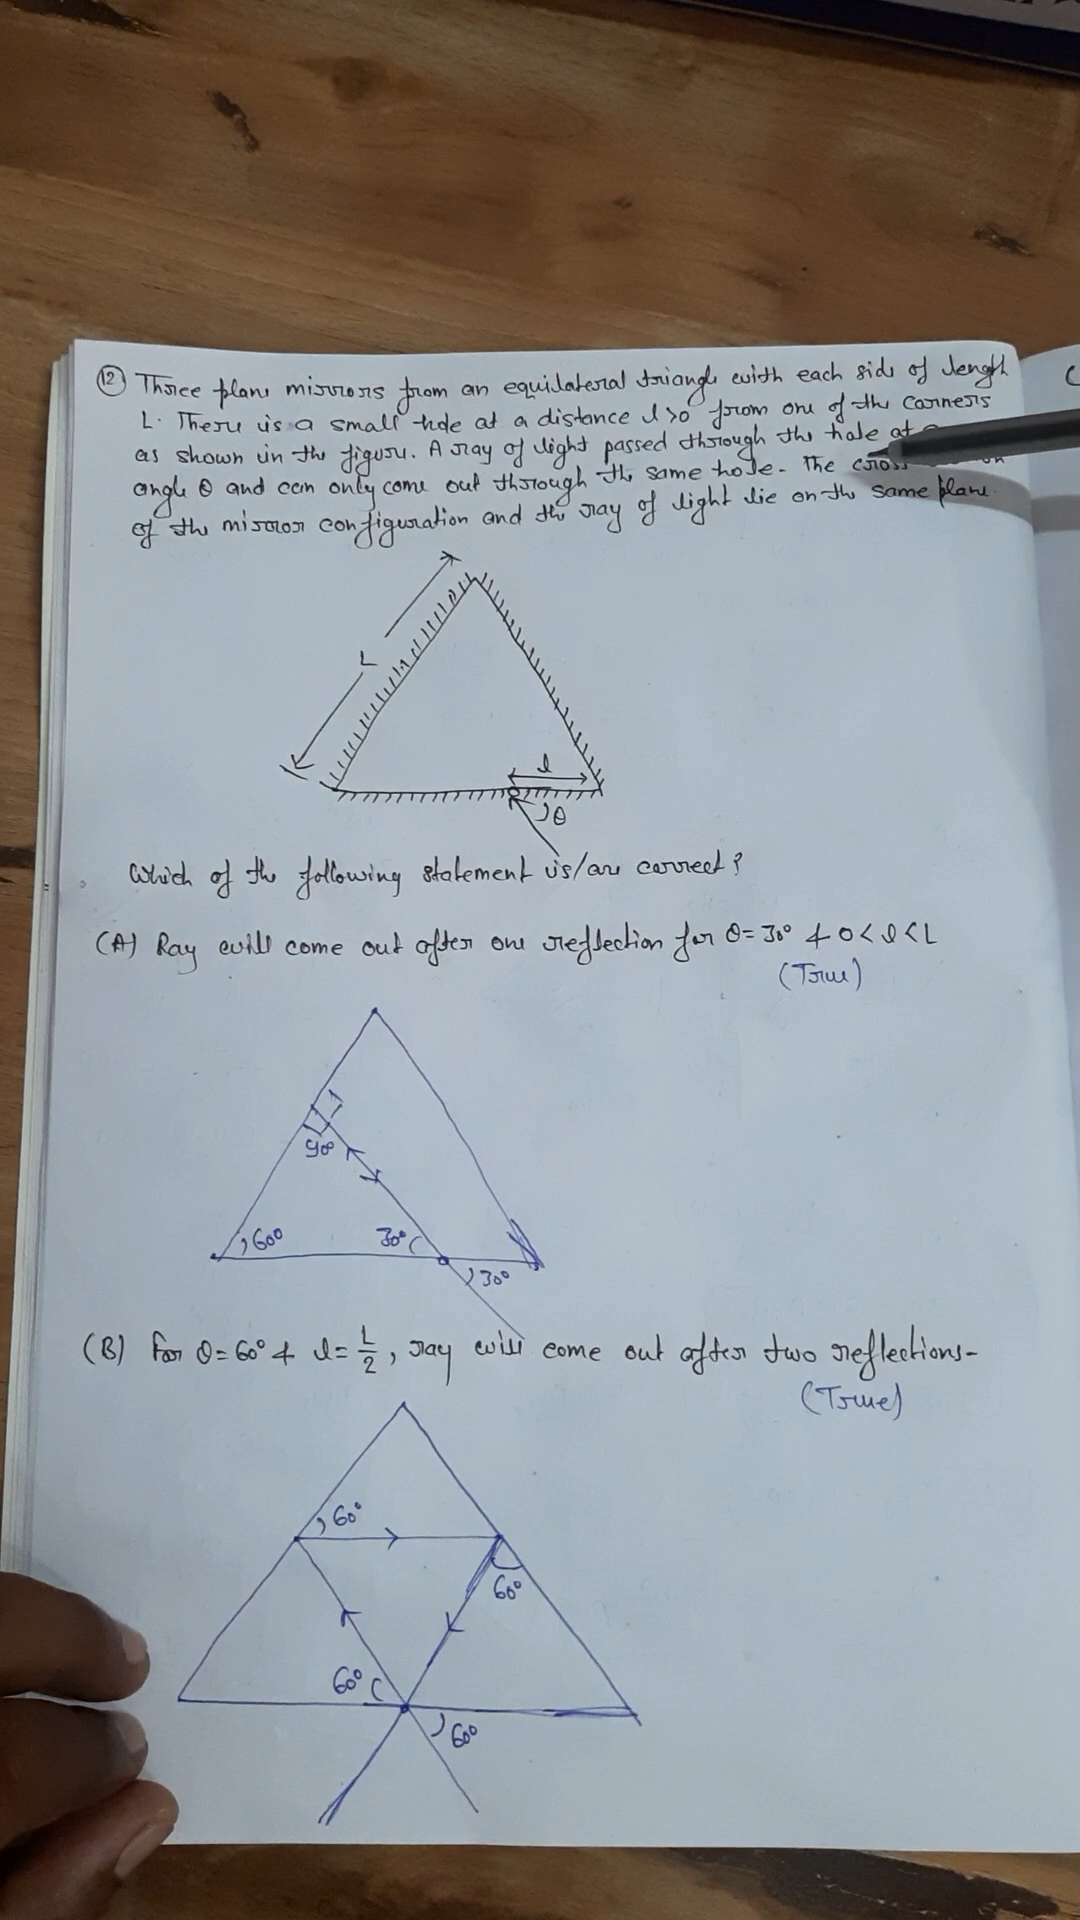 (12) Three plane mirrors from an equilateral triangle with each side of length
L. There is a small hole at a distance l>0 from one of the corners
as shown in the figure. A ray of light passed through the hole at
angle θ and can only come out through the same hole. The cross
of the mirror configuration and the ray of light lie on the same plane.
L
l
θ
Which of the following statement is/are correct?
(A) Ray will come out after one reflection for θ=30° & 0<l<L
(True)
90°
60°
30°
30°
(B) For θ=60° & l=L/2, ray will come out after two reflections-
(True)
60°
60°
60°
60°